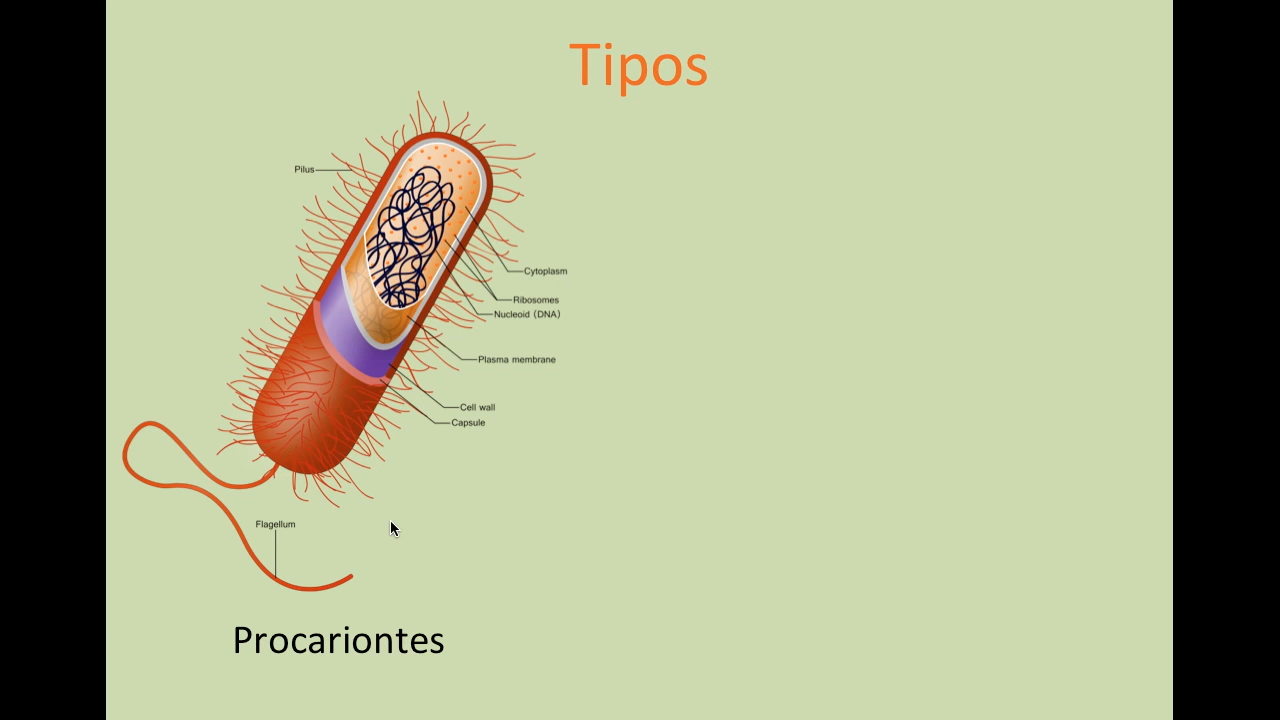 Tipos
Pilus
Cytoplasm
Ribosomes
Nucleoid (DNA)
Plasma membrane
Cell wall
Capsule
Flagellum
Procariontes